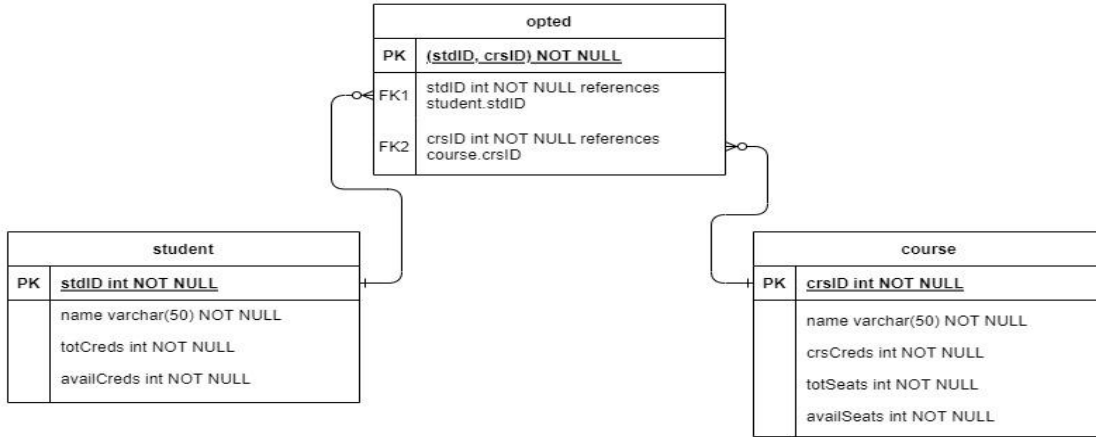 opted
PK (stdID, crsID) NOT NULL
FK1 stdID int NOT NULL references
student.stdID
FK2 crsID int NOT NULL references
course.crsID
student
PK stdID int NOT NULL
name varchar(50) NOT NULL
totCreds int NOT NULL
availCreds int NOT NULL
course
PK crsID int NOT NULL
name varchar(50) NOT NULL
crsCreds int NOT NULL
totSeats int NOT NULL
availSeats int NOT NULL